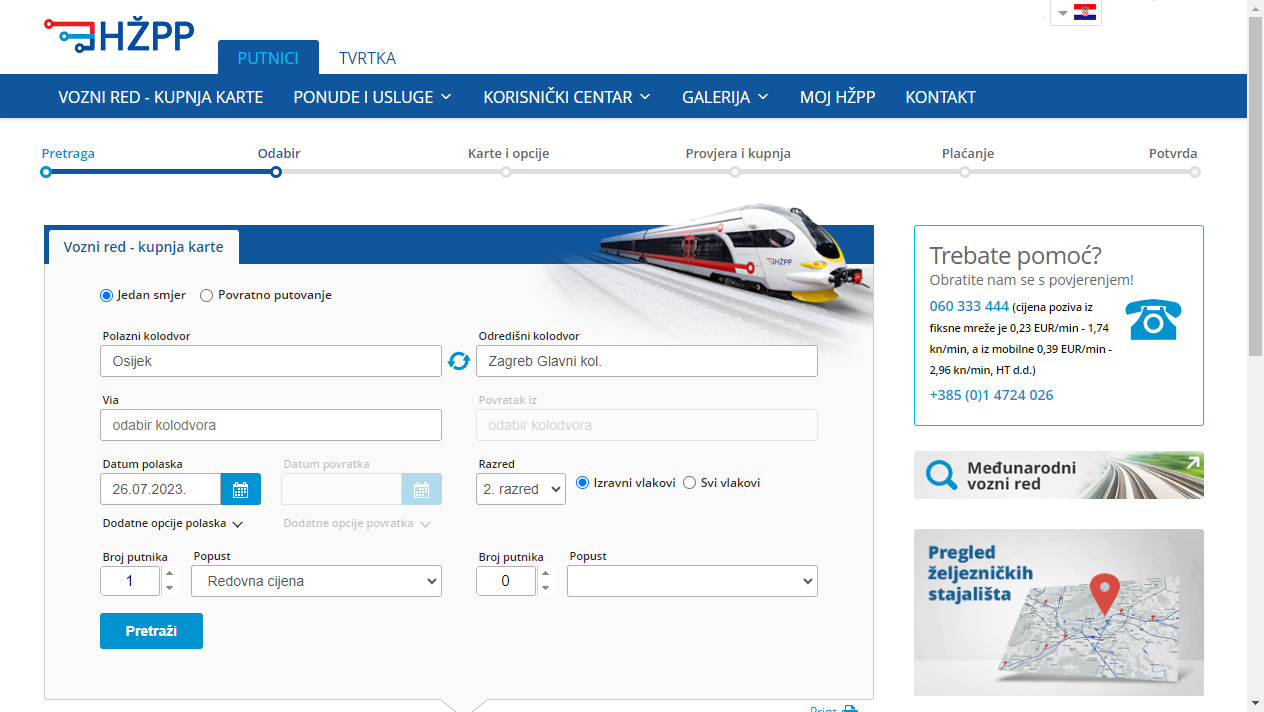 HŽPP
PUTNICI
TVRTKA
VOZNI RED - KUPNJA KARTE
PONUDE I USLUGE
KORISNIČKI CENTAR
GALERIJA
MOJ HŽPP
KONTAKT
Pretraga
Odabir
Karte i opcije
Provjera i kupnja
Plaćanje
Potvrda
Vozni red - kupnja karte
HŽPP
Jedan smjer
Povratno putovanje
Polazni kolodvor
Odredišni kolodvor
Osijek
Zagreb Glavni kol.
Via
Povratak iz
odabir kolodvora
odabir kolodvora
Datum polaska
Datum povratka
Razred
26.07.2023.
2. razred
Izravni vlakovi
Svi vlakovi
Dodatne opcije polaska
Dodatne opcije povratka
Broj putnika
Popust
Broj putnika
Popust
1
Redovna cijena
0
Pretraži
Print
Trebate pomoć?
Obratite nam se s povjerenjem!
060 333 444 (cijena poziva iz
fiksne mreže je 0,23 EUR/min - 1,74
kn/min, a iz mobilne 0,39 EUR/min -
2,96 kn/min, HT d.d.)
+385 (0)1 4724 026
Međunarodni
vozni red
Pregled
željezničkih
stajališta